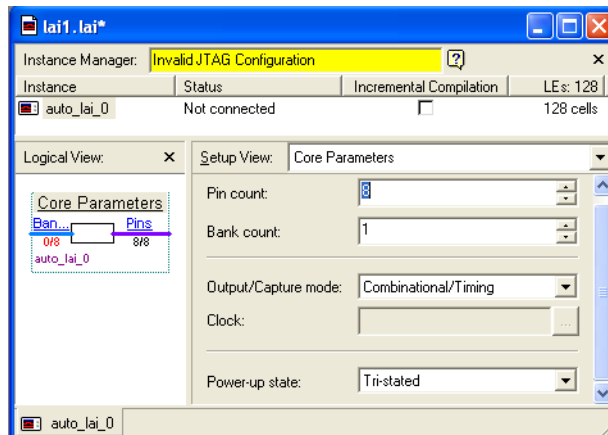 lai1.lai*
Instance Manager: Invalid JTAG Configuration
Instance Status Incremental Compilation LEs: 128
auto_lai_0 Not connected 128 cells
Logical View: Setup View: Core Parameters
Core Parameters
Ban... Pins
0/8 8/8
auto_lai_0
Pin count: 8
Bank count: 1
Output/Capture mode: Combinational/Timing
Clock: ...
Power-up state: Tri-stated
auto_lai_0